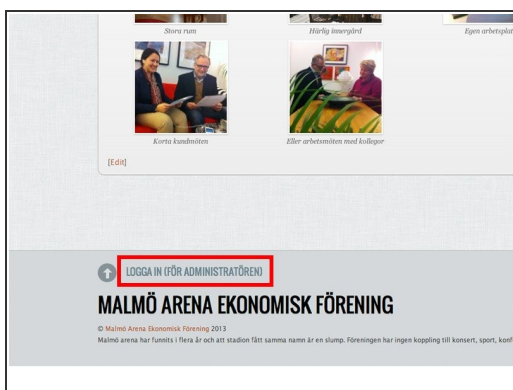 Stora rum
Härlig innergård
Egen arbetsplat
Korta kundmöten
Eller arbetsmöten med kollegor
[Edit]
LOGGA IN (FÖR ADMINISTRATÖREN)
MALMÖ ARENA EKONOMISK FÖRENING
© Malmö Arena Ekonomisk Förening 2013
Malmö arena har funnits i flera år och att stadion fått samma namn är en slump. Föreningen har ingen koppling till konsert, sport, konf